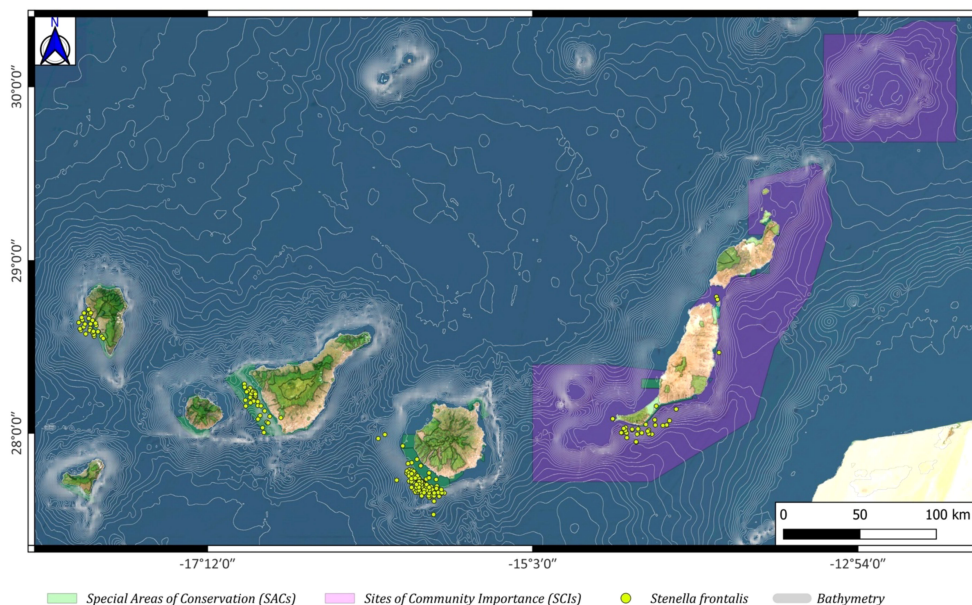 N
30°0'0"
29°0'0"
28°0'0"
0 50 100 km
-17°12'0" -15°3'0" -12°54'0"
Special Areas of Conservation (SACs) Sites of Community Importance (SCIs) Stenella frontalis Bathymetry